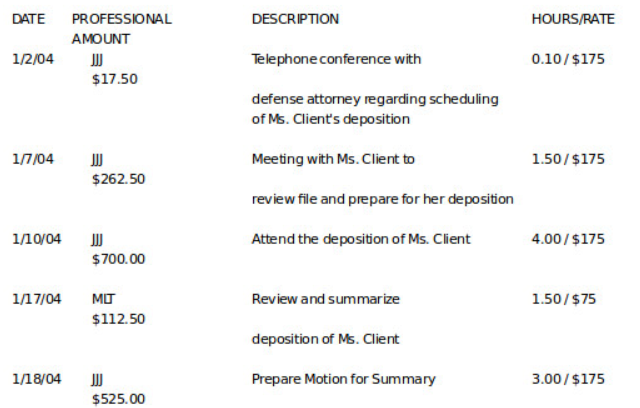 DATE PROFESSIONAL DESCRIPTION HOURS/RATE
AMOUNT
1/2/04 JJJ Telephone conference with 0.10 / $175
$17.50
defense attorney regarding scheduling
of Ms. Client's deposition
1/7/04 JJJ Meeting with Ms. Client to 1.50 / $175
$262.50
review file and prepare for her deposition
1/10/04 JJJ Attend the deposition of Ms. Client 4.00 / $175
$700.00
1/17/04 MLT Review and summarize 1.50 / $75
$112.50
deposition of Ms. Client
1/18/04 JJJ Prepare Motion for Summary 3.00 / $175
$525.00